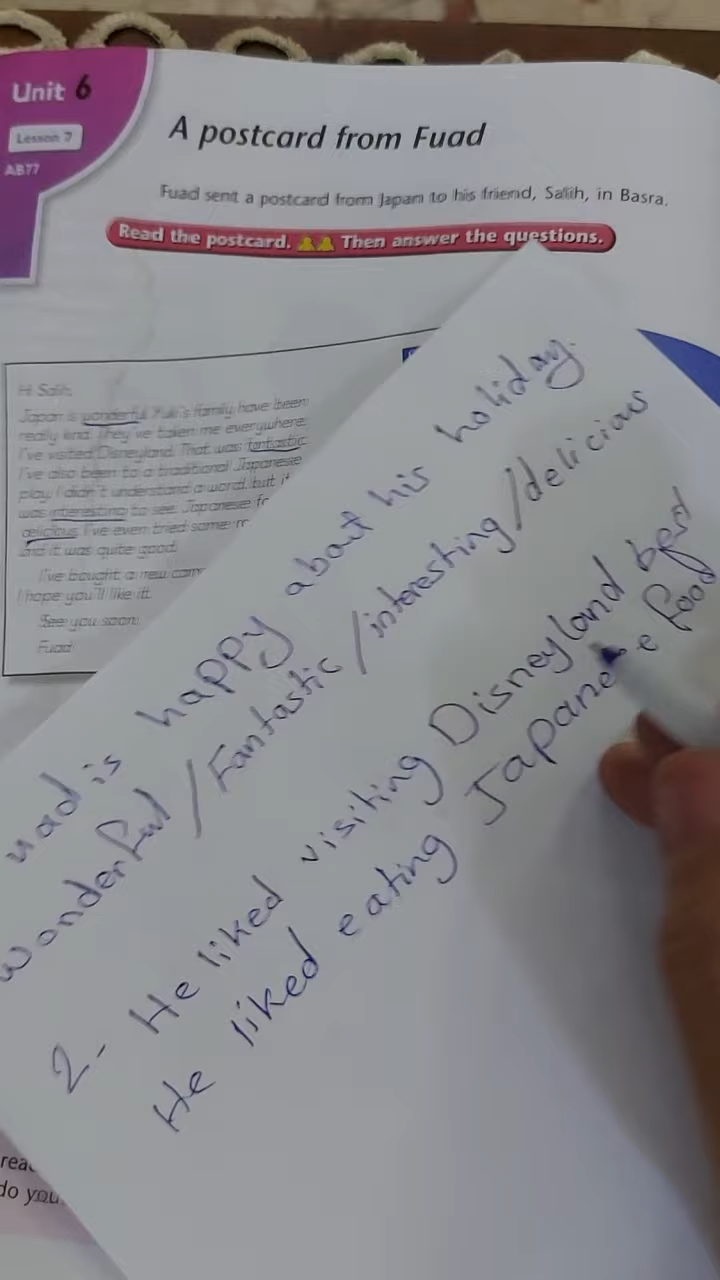 Unit 6
Lesson 7
AB77
A postcard from Fuad
Fuad sent a postcard from Japan to his friend, Salih, in Basra.
Read the postcard. Then answer the questions.
Hi Salih,
Japan is wonderful. Yuki's family have been
really kind. They've taken me everywhere.
I've visited Disneyland. That was fantastic.
I've also been to a traditional Japanese
play. I didn't understand a word, but it
was interesting to see. Japanese
delicious. I've even tried some
and it was quite good.
I've bought a new
I hope you'll like it.
See you soon.
Fuad
uad is happy about his holiday.
wonderful / Fantastic / interesting / delicious
2- He liked visiting Disneyland best
He liked eating Japanese food
do you